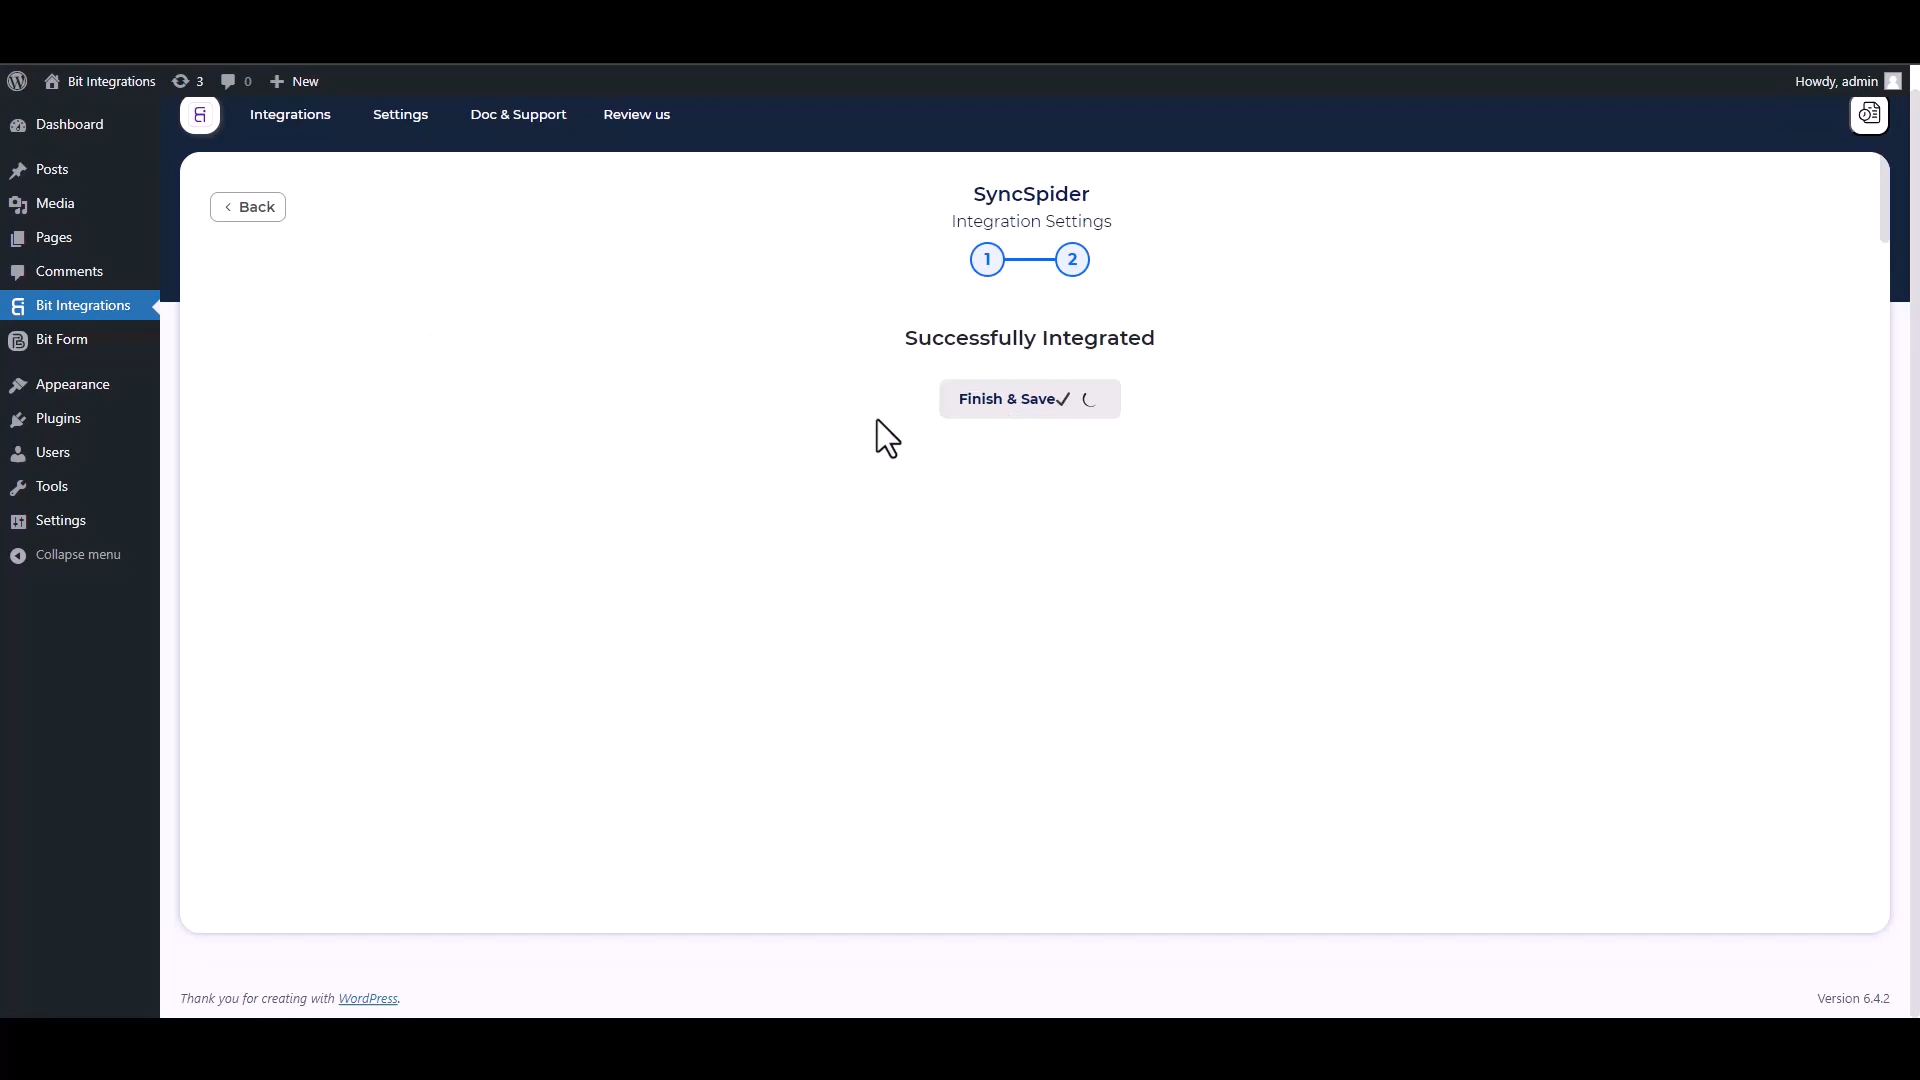 Bit Integrations 3 0 New Howdy, admin
Integrations Settings Doc & Support Review us
Dashboard
Posts
Media
Pages
Comments
Bit Integrations
Bit Form
Appearance
Plugins
Users
Tools
Settings
Collapse menu
Back
SyncSpider
Integration Settings
1 2
Successfully Integrated
Finish & Save
Thank you for creating with WordPress.
Version 6.4.2